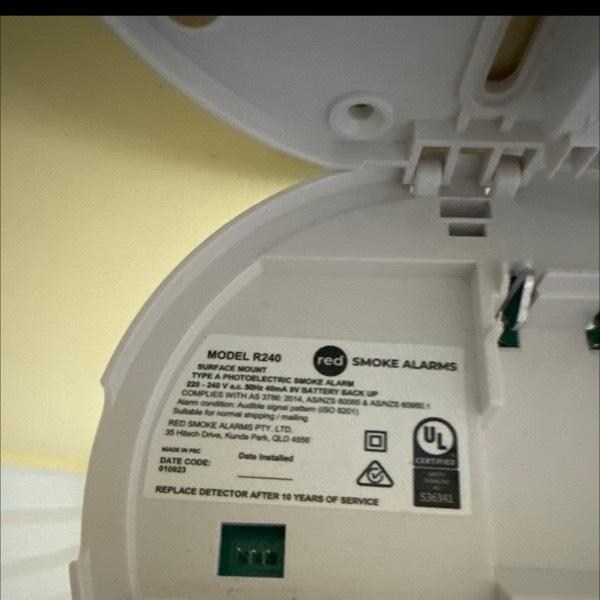 MODEL R240
red SMOKE ALARMS
SURFACE MOUNT
TYPE A PHOTOELECTRIC SMOKE ALARM
220 - 240 V a.c. 50Hz 40mA 9V BATTERY BACK UP
COMPLIES WITH AS 3786: 2014, AS/NZS 60065 & AS/NZS 60950.1
Alarm condition: Audible signal pattern (ISO 8201)
Suitable for normal shipping / mailing
RED SMOKE ALARMS PTY. LTD.
35 Hitech Drive, Kunda Park, QLD 4556
MADE IN PRC
DATE CODE:
010923
Date installed
UL
CERTIFIED
S36341
REPLACE DETECTOR AFTER 10 YEARS OF SERVICE